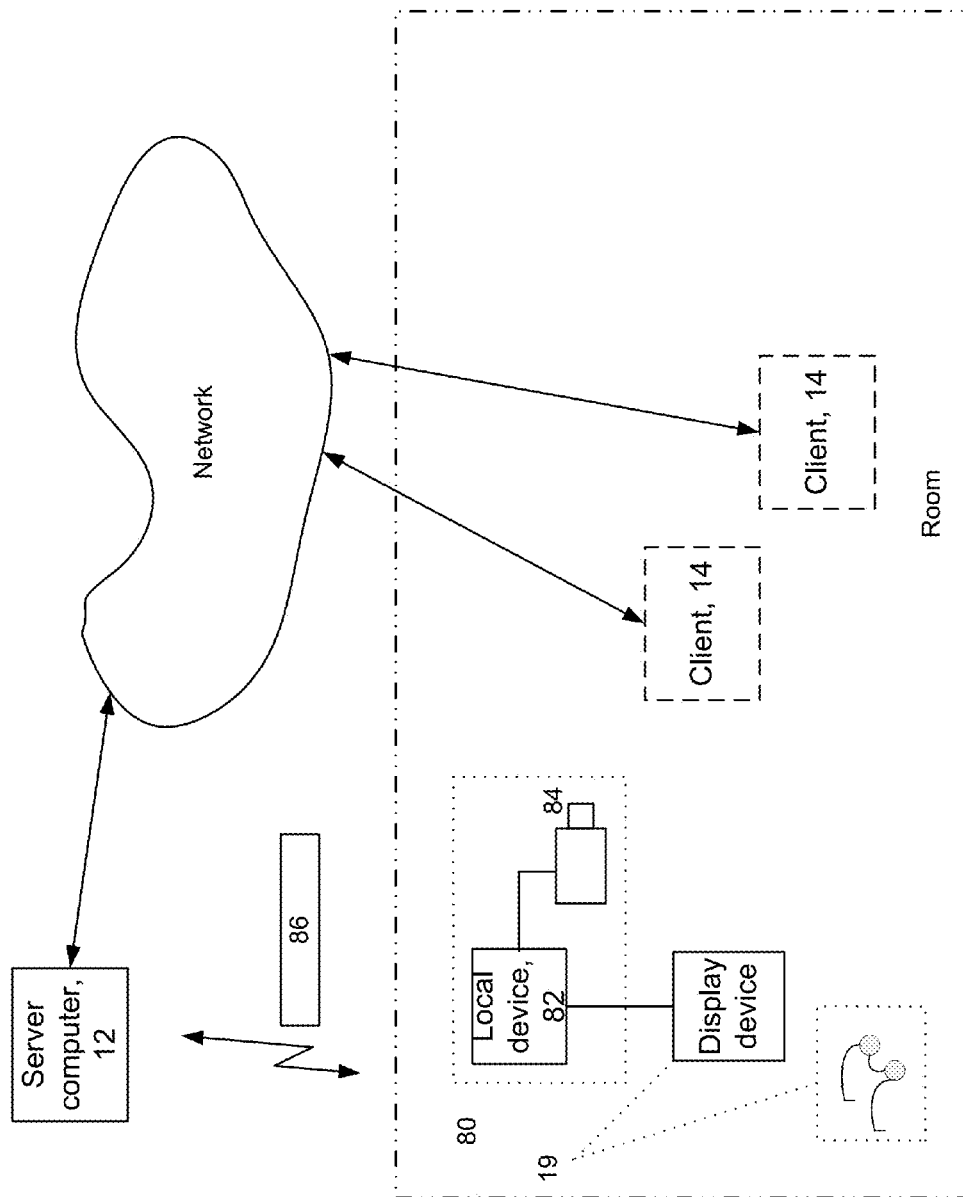 Server
computer,
12
Network
86
Local
device,
82
84
80
Display
device
19
Client, 14
Client, 14
Room